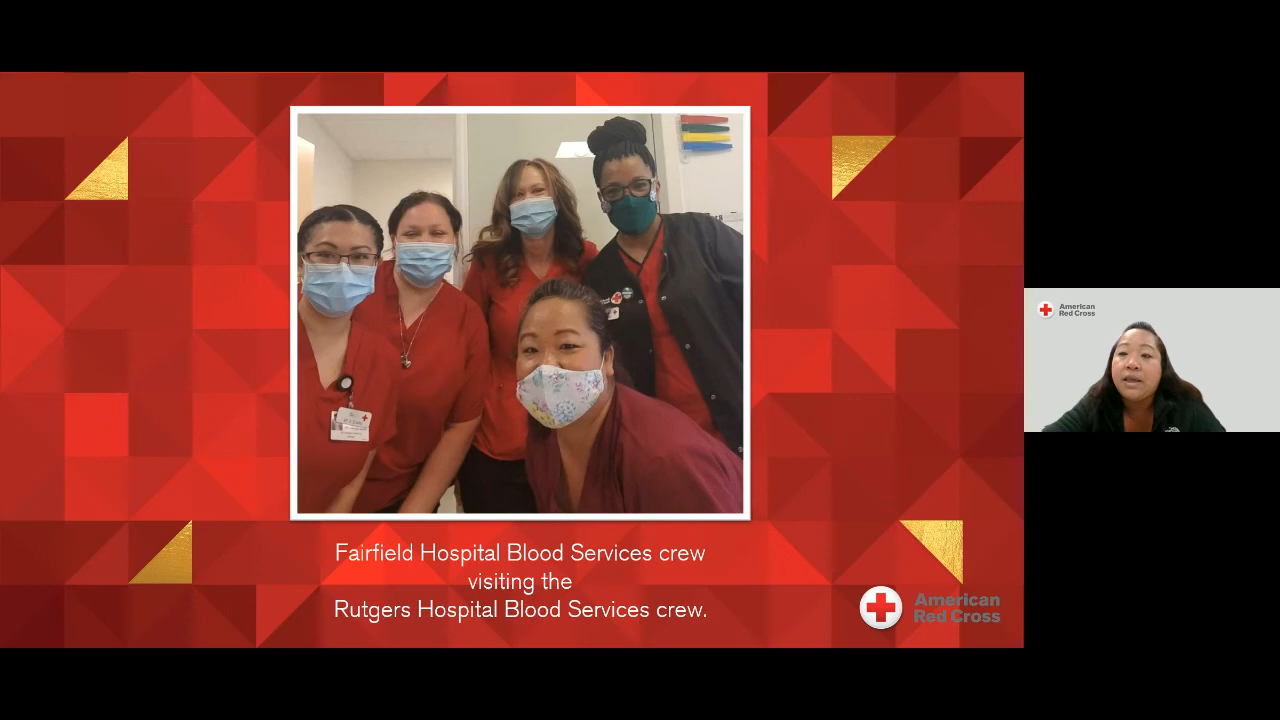 Fairfield Hospital Blood Services crew
visiting the
Rutgers Hospital Blood Services crew.
American
Red Cross
American
Red Cross